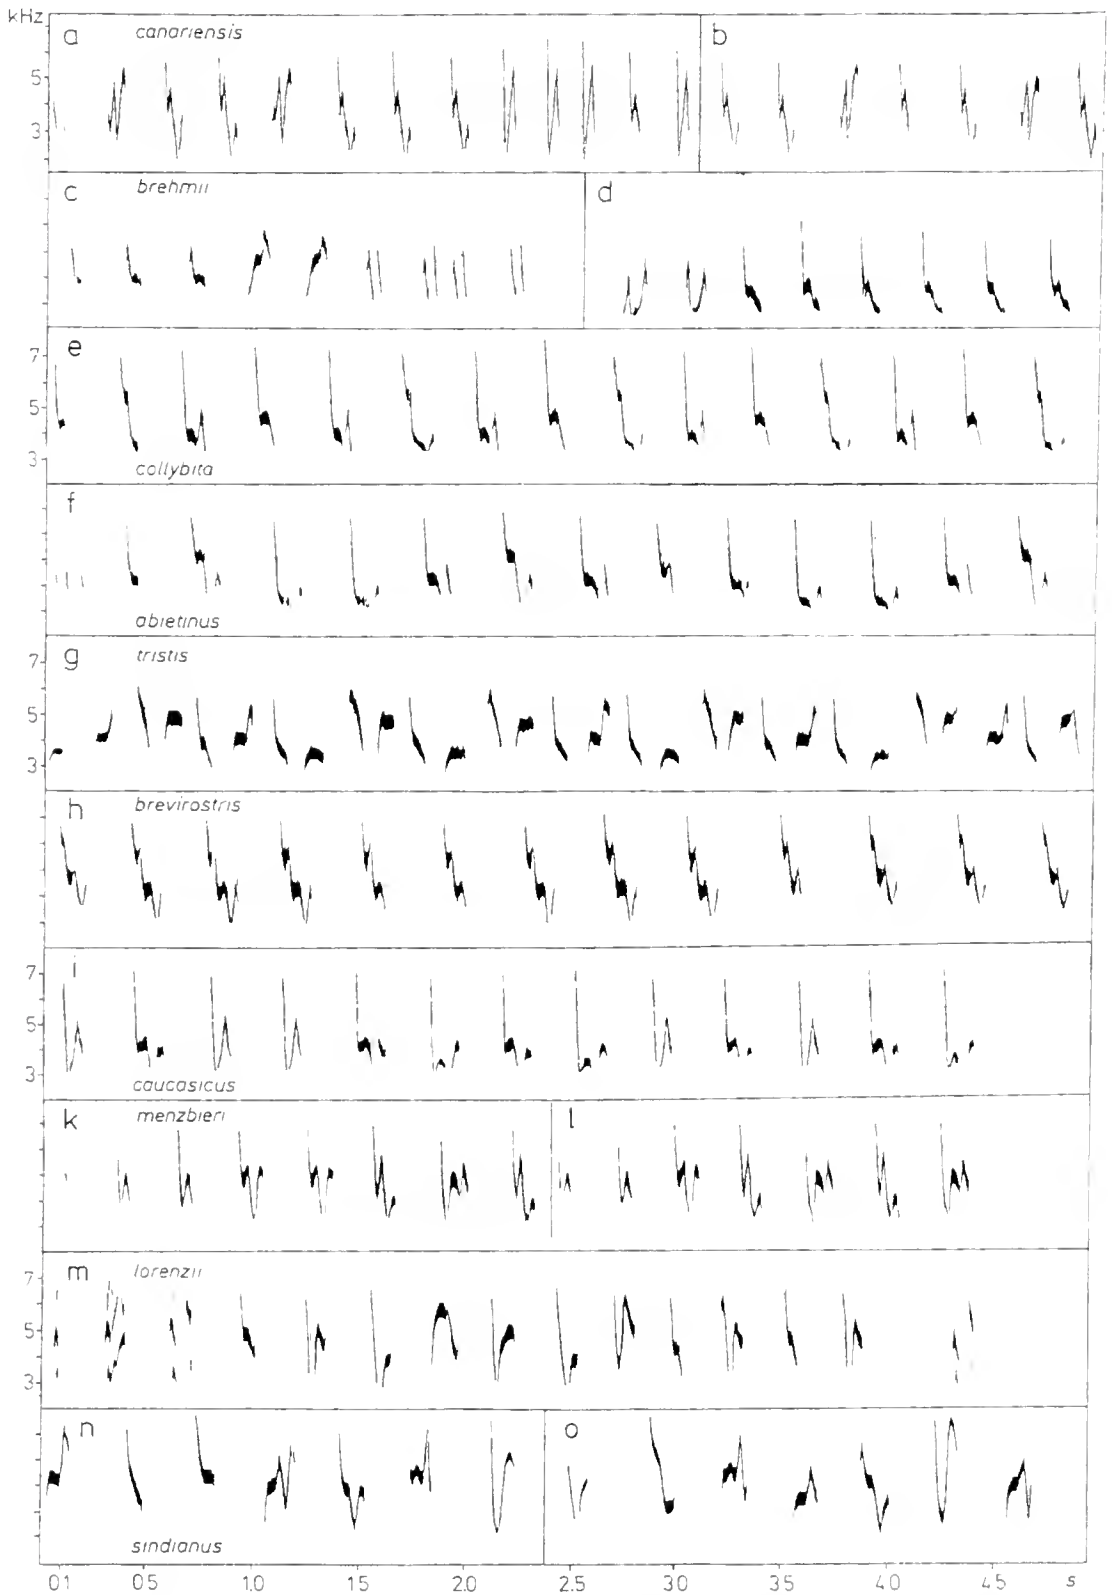 kHz
a canariensis b
5
3
c brehmii d
e
7
5
3
collybita
f
abietinus
g tristis
7
5
3
h brevirostris
i
7
5
3
caucasicus
k menzbieri l
m lorenzii
7
5
3
n o
sindianus
0.1 0.5 1.0 1.5 2.0 2.5 3.0 3.5 4.0 4.5 s